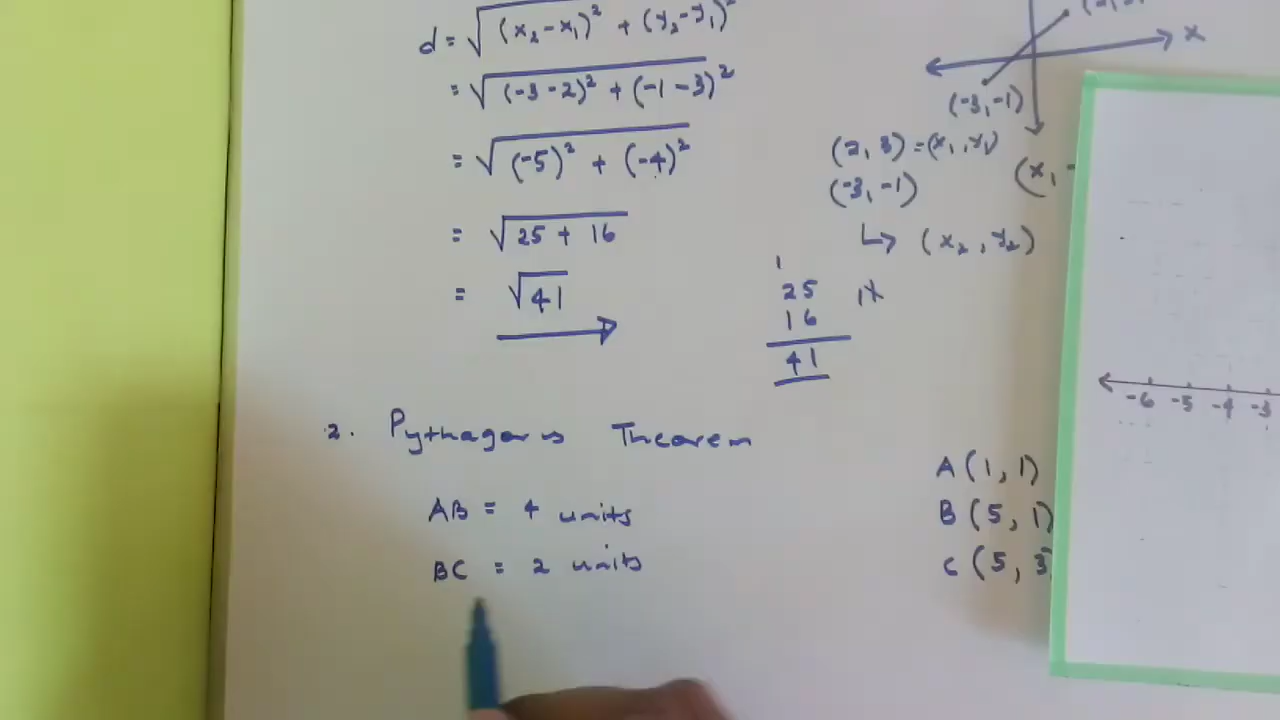 d = √(x₂-x₁)² + (y₂-y₁)²
= √(-3-2)² + (-1-3)²
= √(-5)² + (-4)²
= √25 + 16
= √41
x
(-3,-1)
(2, 3) = (x₁, y₁)
(-3, -1)
(x₁
↳ (x₂, y₂)
1
25
16
41
2. Pythagoras Theorem
AB = 4 units
BC = 2 units
A(1, 1)
B(5, 1)
C(5, 3
-6 -5 -4 -3